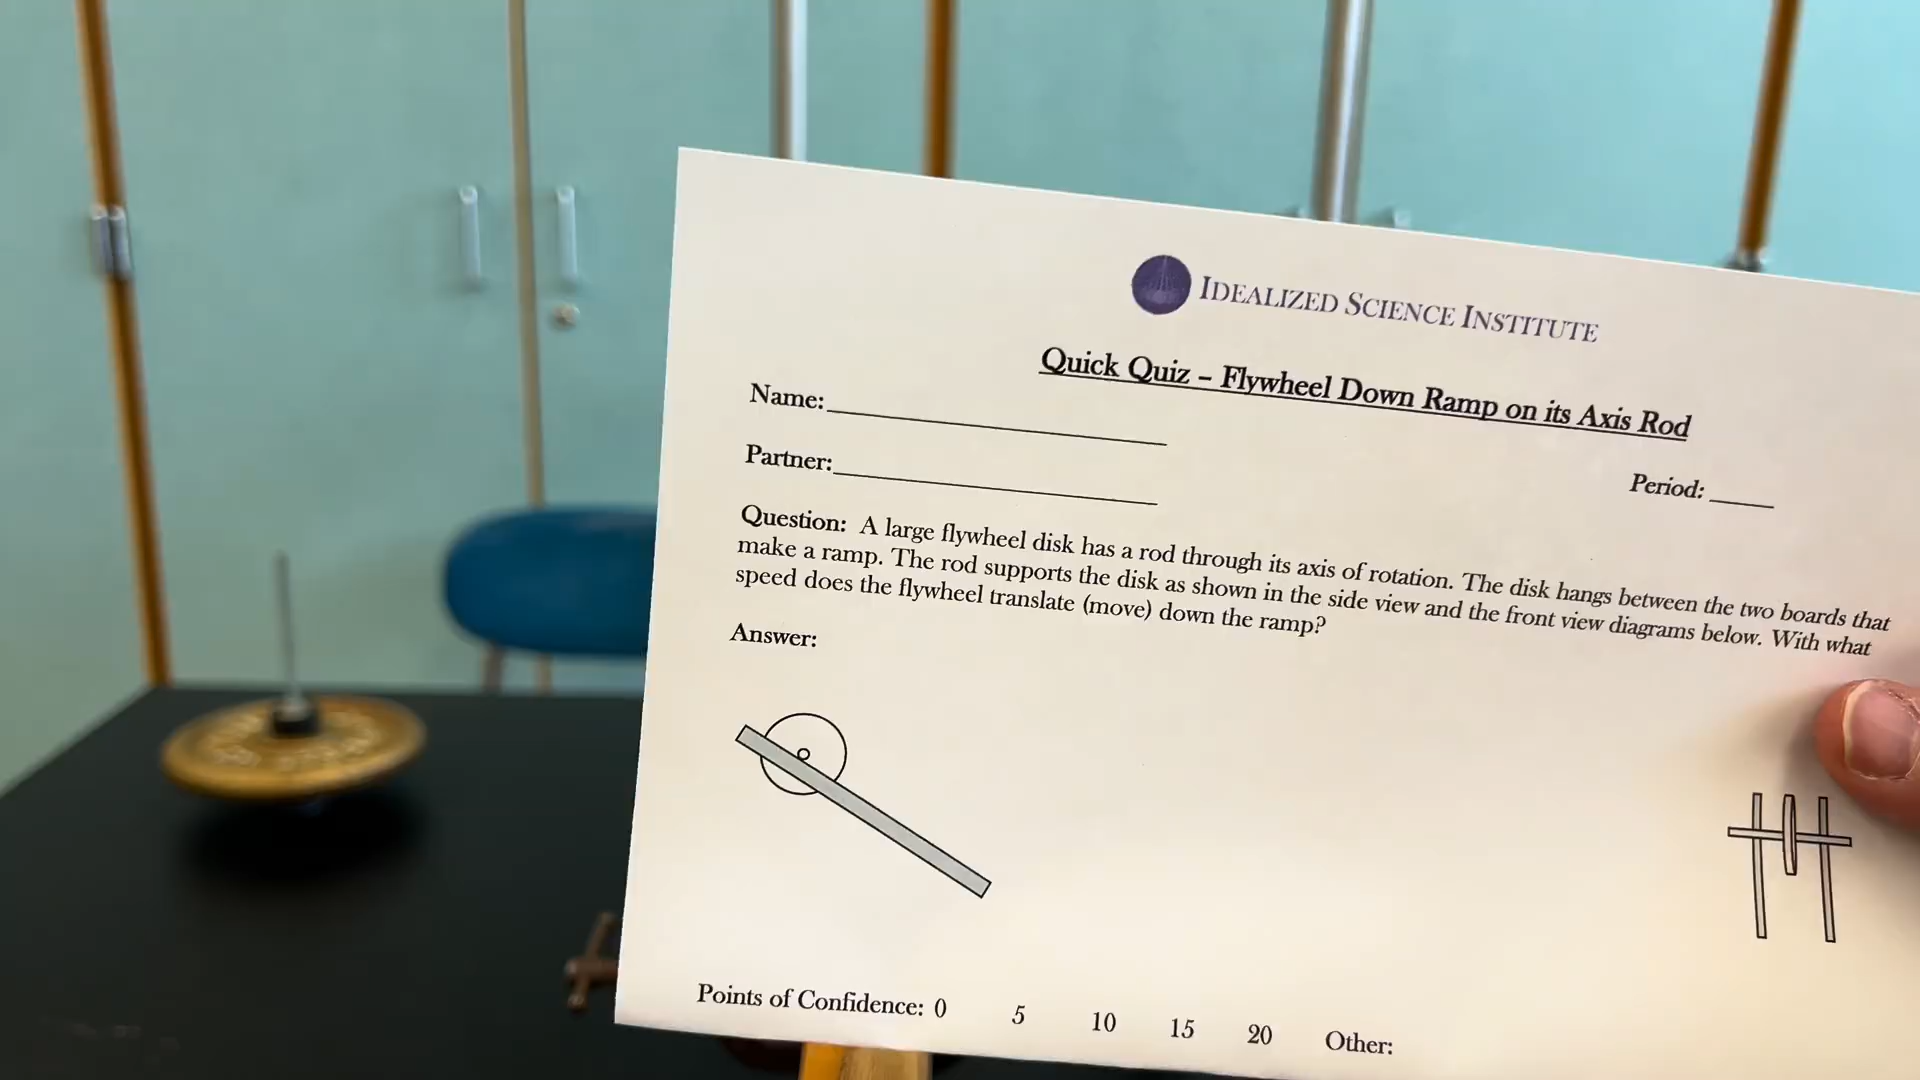 IDEALIZED SCIENCE INSTITUTE
Quick Quiz – Flywheel Down Ramp on its Axis Rod
Name:
Partner:
Period:
Question: A large flywheel disk has a rod through its axis of rotation. The disk hangs between the two boards that
make a ramp. The rod supports the disk as shown in the side view and the front view diagrams below. With what
speed does the flywheel translate (move) down the ramp?
Answer:
Points of Confidence: 0 5 10 15 20 Other: